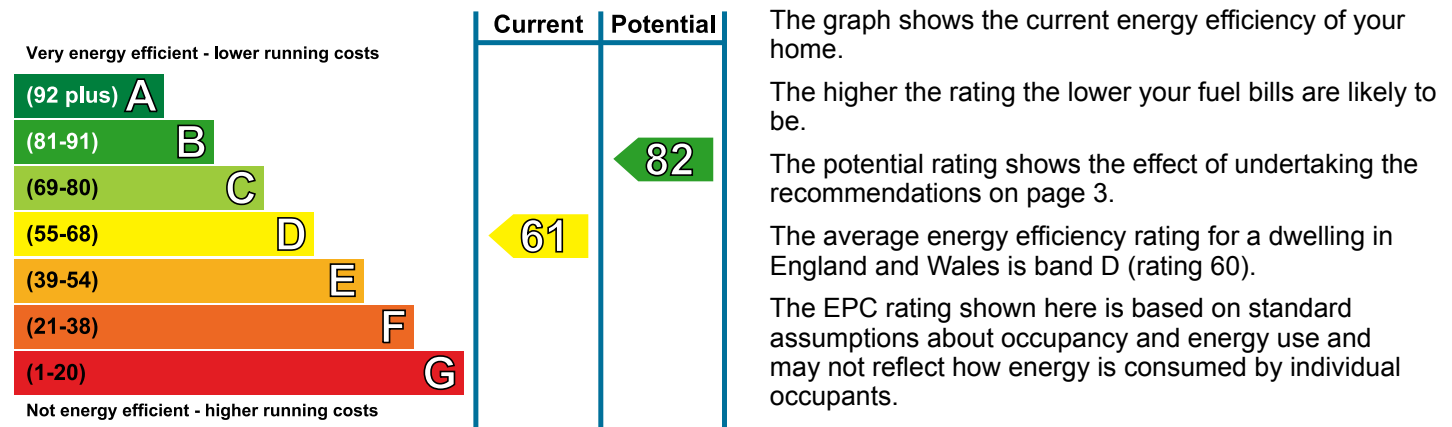 Current Potential
Very energy efficient - lower running costs
(92 plus) A
(81-91) B
(69-80) C
(55-68) D
(39-54) E
(21-38) F
(1-20) G
Not energy efficient - higher running costs
82
61
The graph shows the current energy efficiency of your
home.
The higher the rating the lower your fuel bills are likely to
be.
The potential rating shows the effect of undertaking the
recommendations on page 3.
The average energy efficiency rating for a dwelling in
England and Wales is band D (rating 60).
The EPC rating shown here is based on standard
assumptions about occupancy and energy use and
may not reflect how energy is consumed by individual
occupants.